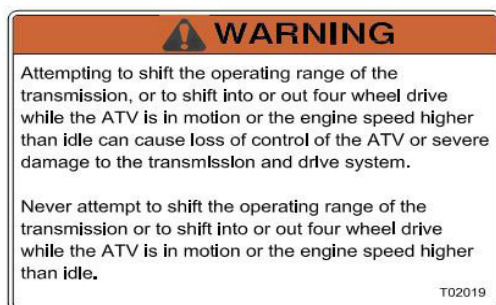 WARNING
Attempting to shift the operating range of the
transmission, or to shift into or out four wheel drive
while the ATV is in motion or the engine speed higher
than idle can cause loss of control of the ATV or severe
damage to the transmission and drive system.
Never attempt to shift the operating range of the
transmission or to shift into or out four wheel drive
while the ATV is in motion or the engine speed higher
than idle.
T02019